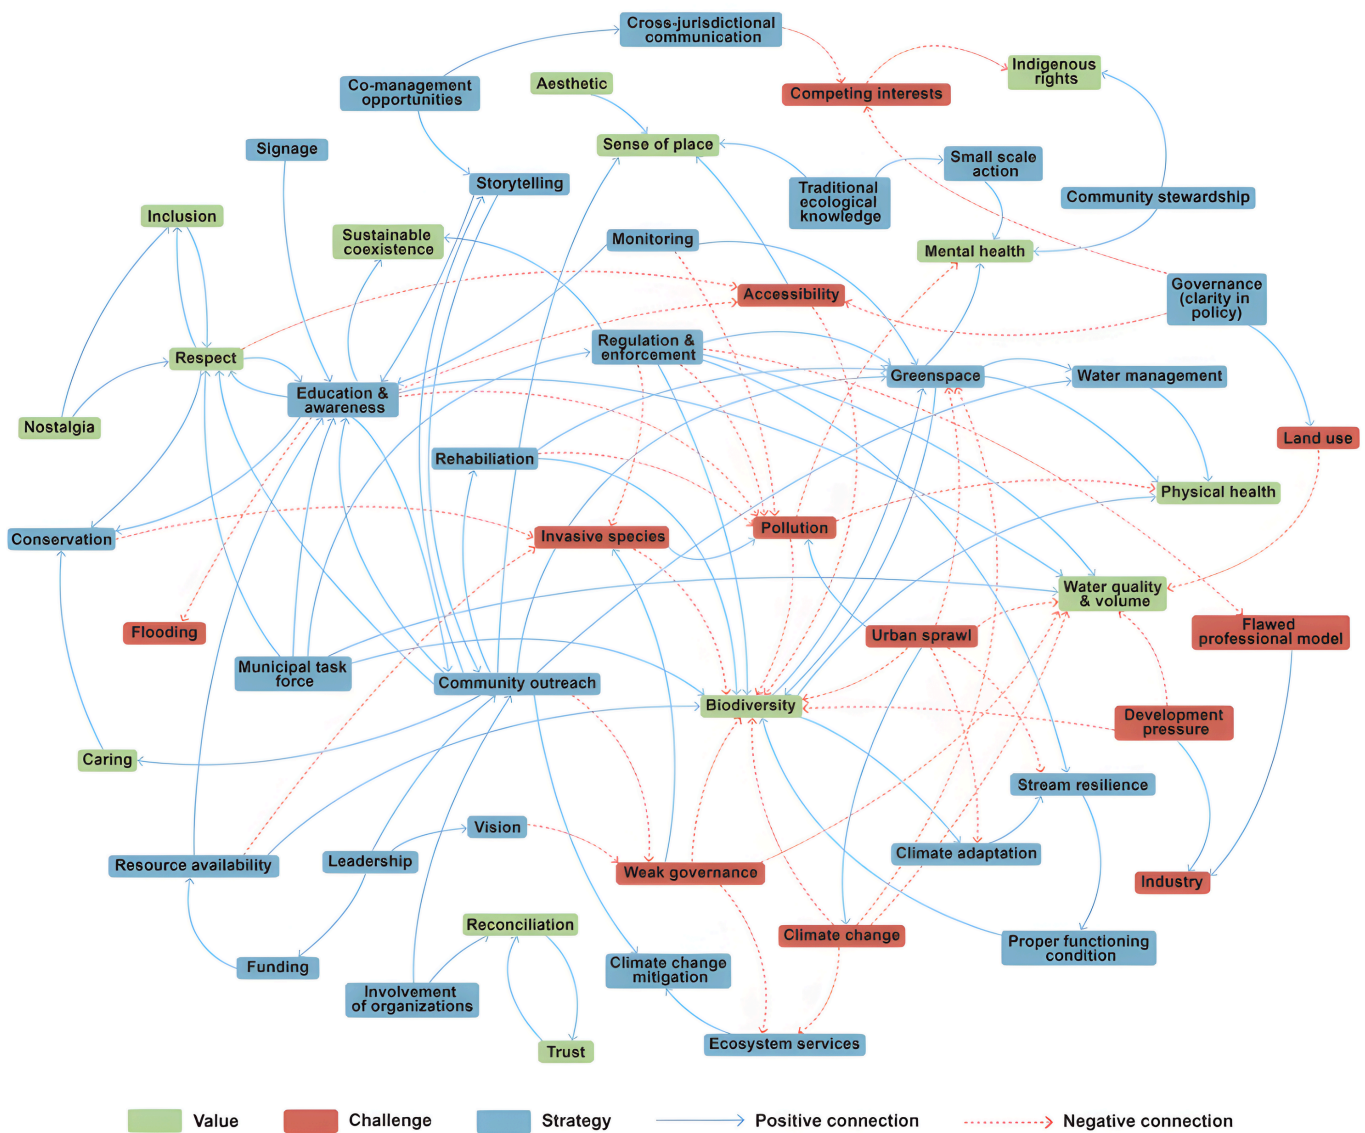 Cross-jurisdictional
communication
Indigenous
rights
Aesthetic
Co-management
opportunities
Competing interests
Signage
Sense of place
Small scale
action
Storytelling
Traditional
ecological
knowledge
Community stewardship
Inclusion
Sustainable
coexistence
Monitoring
Mental health
Accessibility
Governance
(clarity in
policy)
Respect
Regulation &
enforcement
Education &
awareness
Greenspace
Water management
Nostalgia
Land use
Rehabiliation
Physical health
Conservation
Invasive species
Pollution
Water quality
& volume
Flooding
Urban sprawl
Flawed
professional model
Municipal task
force
Community outreach
Biodiversity
Development
pressure
Caring
Stream resilience
Vision
Resource availability
Leadership
Weak governance
Climate adaptation
Industry
Reconciliation
Climate change
Proper functioning
condition
Funding
Climate change
mitigation
Involvement
of organizations
Trust
Ecosystem services
Value
Challenge
Strategy
Positive connection
Negative connection